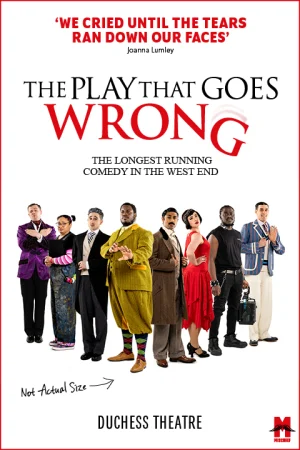 ‘WE CRIED UNTIL THE TEARS
RAN DOWN OUR FACES’
Joanna Lumley
THE PLAY THAT GOES
WRONG
THE LONGEST RUNNING
COMEDY IN THE WEST END
Not Actual Size
DUCHESS THEATRE
MISCHIEF